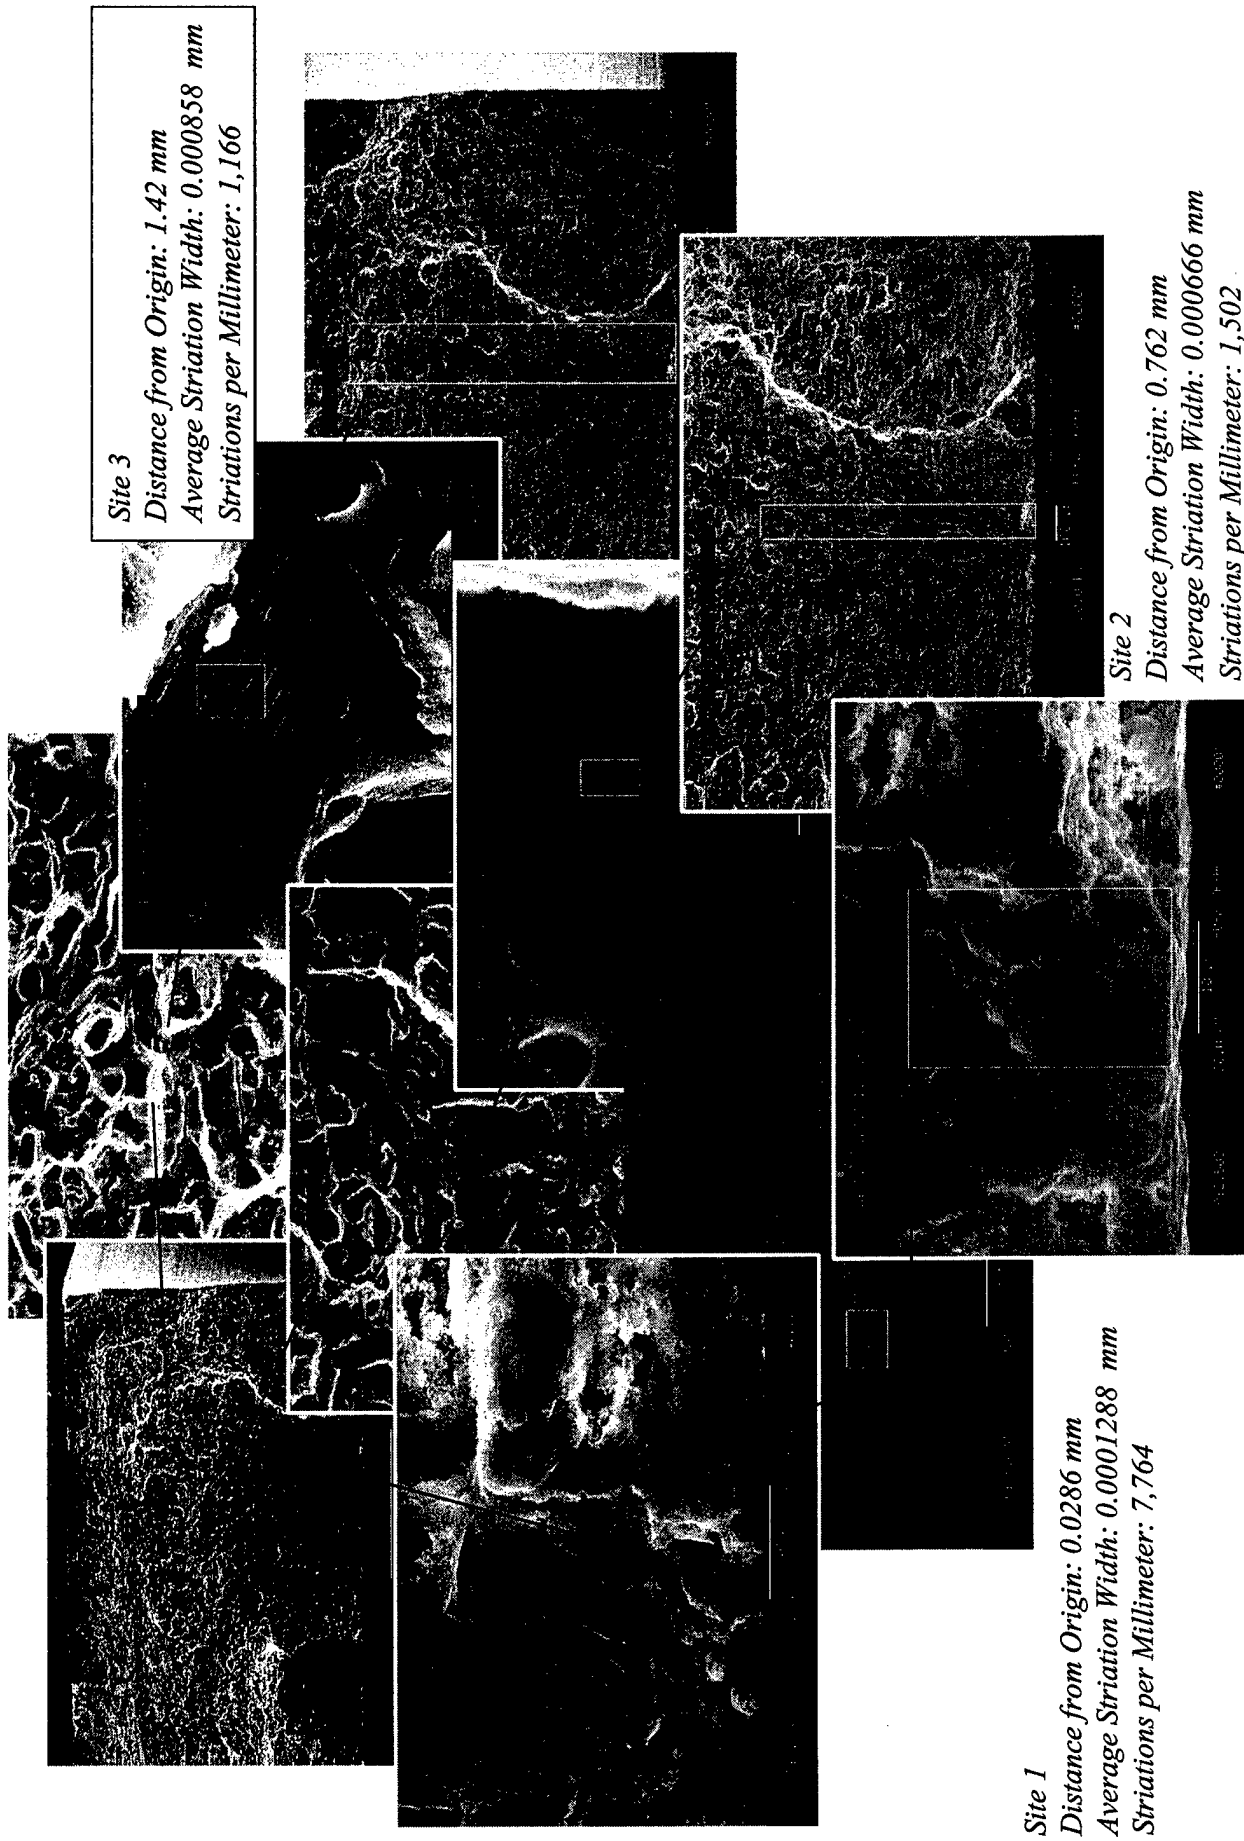 Site 3
Distance from Origin: 1.42 mm
Average Striation Width: 0.000858 mm
Striations per Millimeter: 1,166
Site 2
Distance from Origin: 0.762 mm
Average Striation Width: 0.000666 mm
Striations per Millimeter: 1,502
Site 1
Distance from Origin: 0.0286 mm
Average Striation Width: 0.0001288 mm
Striations per Millimeter: 7,764